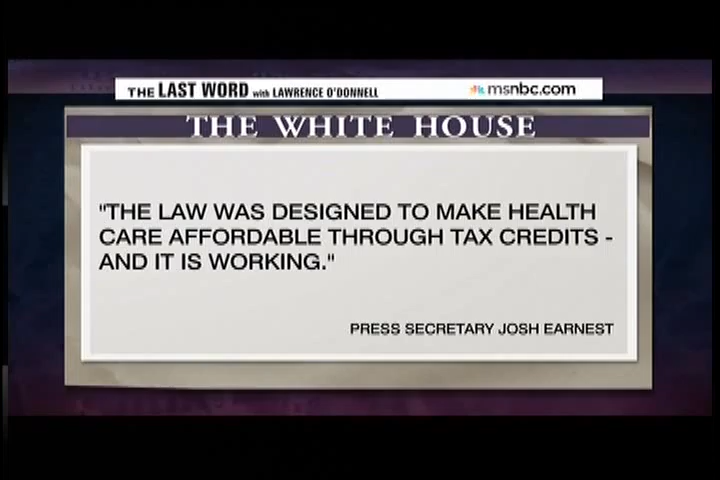 THE LAST WORD with LAWRENCE O'DONNELL
msnbc.com
THE WHITE HOUSE
"THE LAW WAS DESIGNED TO MAKE HEALTH
CARE AFFORDABLE THROUGH TAX CREDITS -
AND IT IS WORKING."
PRESS SECRETARY JOSH EARNEST